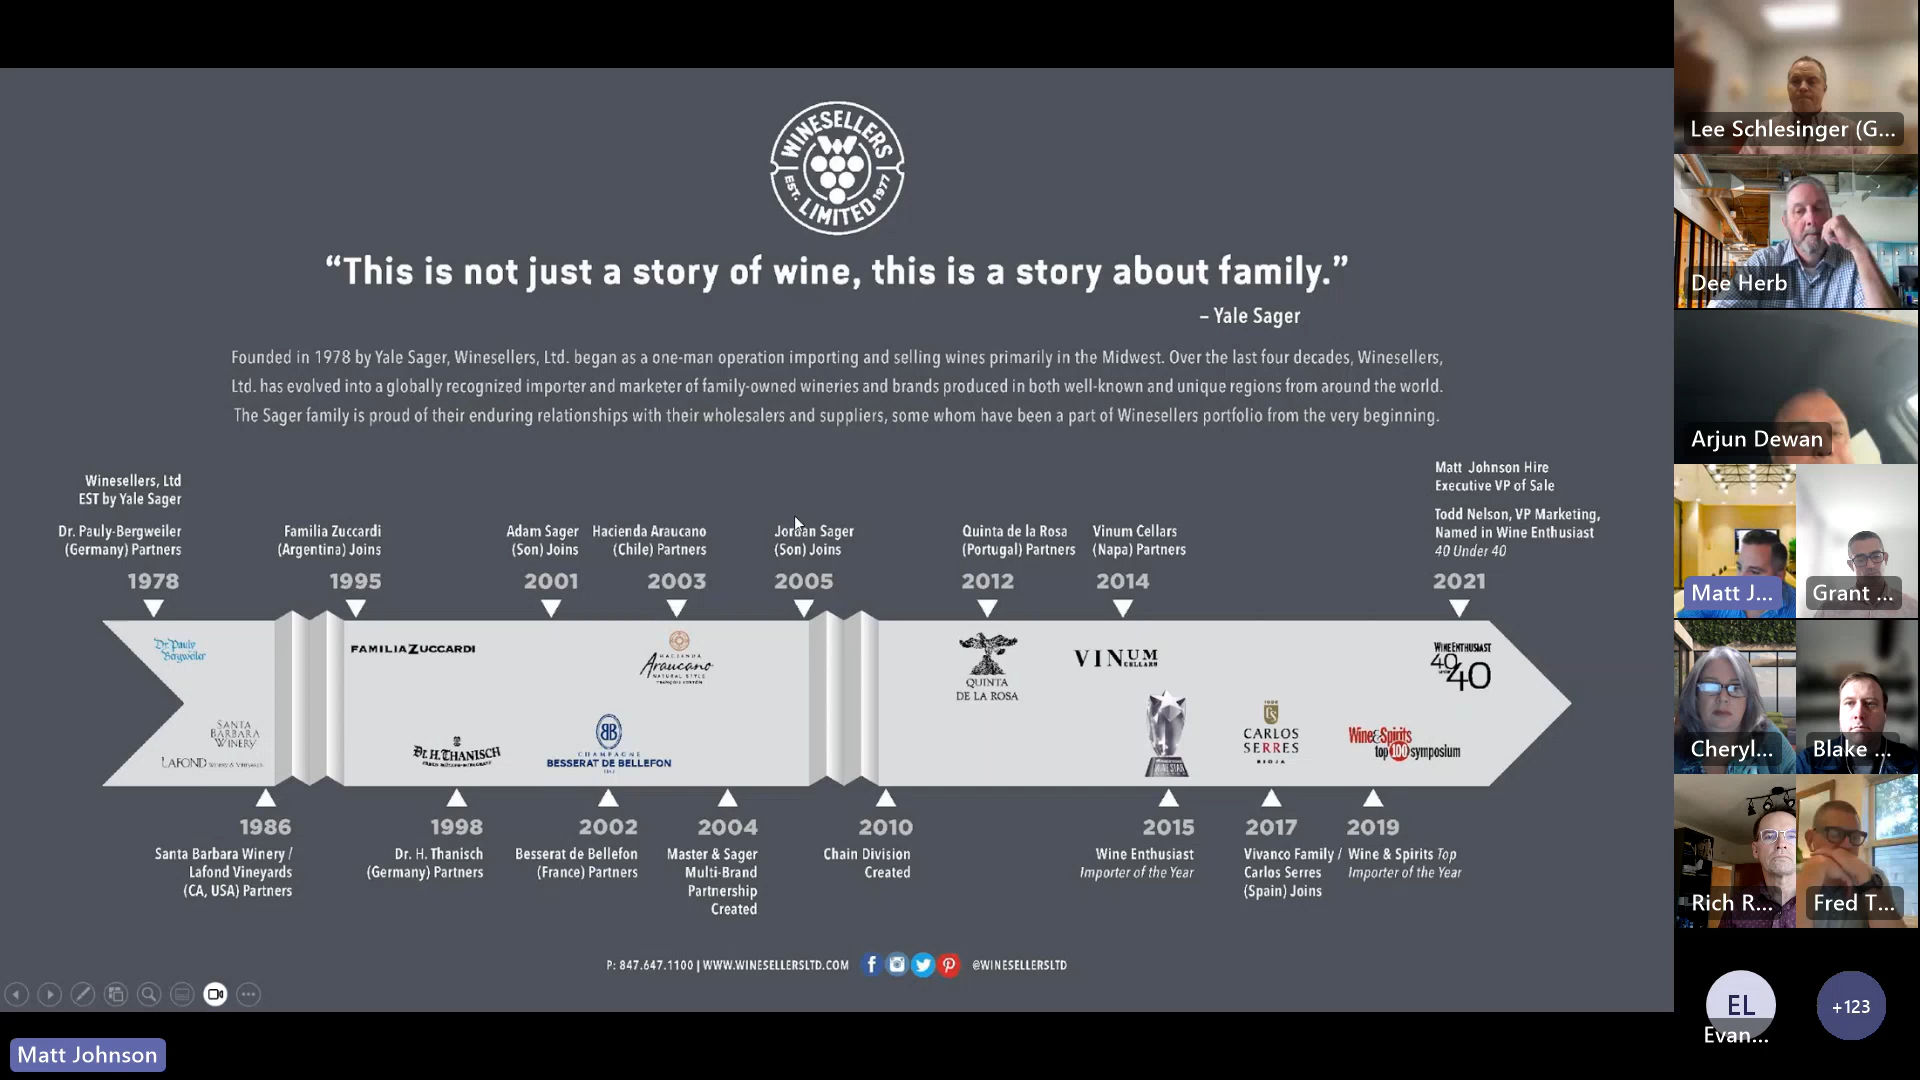 WINESELLERS
EST. 1977
LIMITED
“This is not just a story of wine, this is a story about family.”
– Yale Sager
Founded in 1978 by Yale Sager, Winesellers, Ltd. began as a one-man operation importing and selling wines primarily in the Midwest. Over the last four decades, Winesellers,
Ltd. has evolved into a globally recognized importer and marketer of family-owned wineries and brands produced in both well-known and unique regions from around the world.
The Sager family is proud of their enduring relationships with their wholesalers and suppliers, some whom have been a part of Winesellers portfolio from the very beginning.
Winesellers, Ltd
EST by Yale Sager
Dr. Pauly-Bergweiler
(Germany) Partners
1978
Familia Zuccardi
(Argentina) Joins
1995
Adam Sager
(Son) Joins
2001
Hacienda Araucano
(Chile) Partners
2003
Jordan Sager
(Son) Joins
2005
Quinta de la Rosa
(Portugal) Partners
2012
Vinum Cellars
(Napa) Partners
2014
Matt Johnson Hire
Executive VP of Sale
Todd Nelson, VP Marketing,
Named in Wine Enthusiast
40 Under 40
2021
Dr. Pauly
Bergweiler
SANTA
BARBARA
WINERY
LAFOND WINERY & VINEYARDS
FAMILIAZUCCARDI
Dr. H. THANISCH
HACIENDA
Araucano
NATURAL STYLE
BB
CHAMPAGNE
BESSERAT DE BELLEFON
QUINTA
DE LA ROSA
VINUM
CELLARS
CARLOS
SERRES
RIOJA
WINE ENTHUSIAST
40
40
Wine&Spirits
top 100 symposium
1986
Santa Barbara Winery /
Lafond Vineyards
(CA, USA) Partners
1998
Dr. H. Thanisch
(Germany) Partners
2002
Besserat de Bellefon
(France) Partners
2004
Master & Sager
Multi-Brand
Partnership
Created
2010
Chain Division
Created
2015
Wine Enthusiast
Importer of the Year
2017
Vivanco Family /
Carlos Serres
(Spain) Joins
2019
Wine & Spirits Top
Importer of the Year
P: 847.647.1100 | WWW.WINESELLERSLTD.COM
@WINESELLERSLTD
Matt Johnson
Lee Schlesinger (G...
Dee Herb
Arjun Dewan
Matt J...
Grant ...
Cheryl...
Blake ...
Rich R...
Fred T...
EL
Evan...
+123